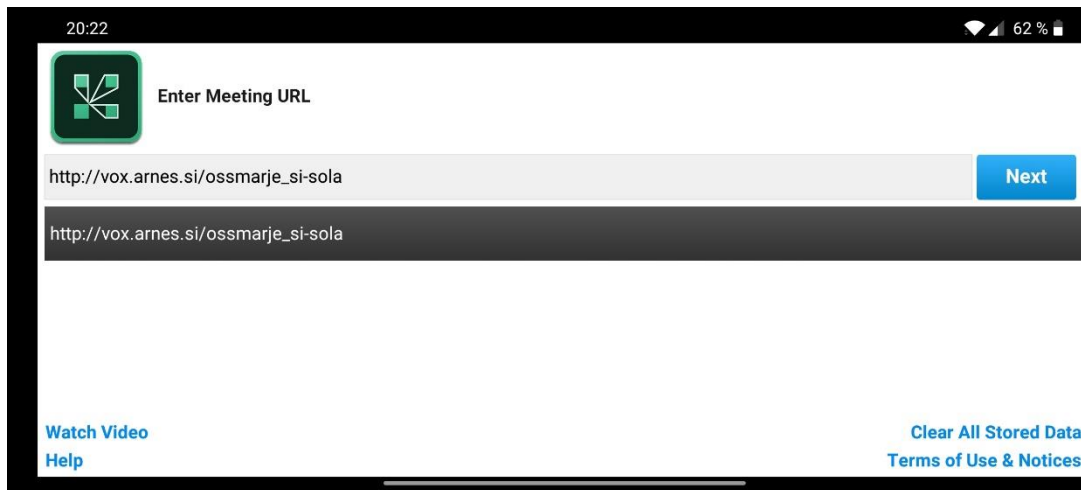 20:22
62 %
Enter Meeting URL
http://vox.arnes.si/ossmarje_si-sola
Next
http://vox.arnes.si/ossmarje_si-sola
Watch Video
Clear All Stored Data
Help
Terms of Use & Notices